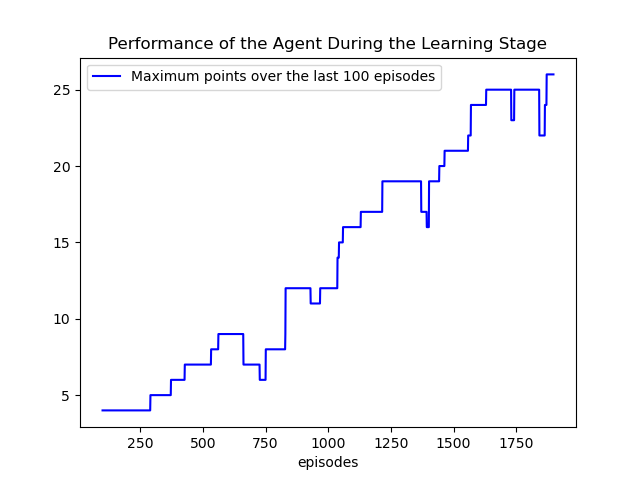 Performance of the Agent During the Learning Stage
Maximum points over the last 100 episodes
25
20
15
10
5
250 500 750 1000 1250 1500 1750
episodes